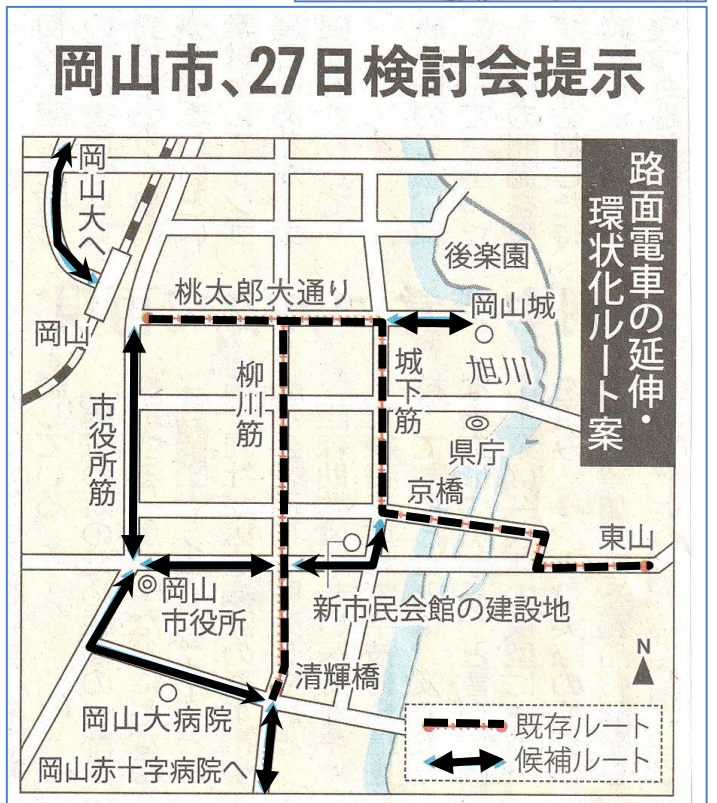 岡山市、27日検討会提示
路面電車の延伸・
環状化ルート案
岡山大へ
後楽園
桃太郎大通り
岡山城
岡山
旭川
柳川筋
城下筋
市役所筋
県庁
京橋
東山
岡山
市役所
新市民会館の建設地
N
清輝橋
岡山大病院
岡山赤十字病院へ
既存ルート
候補ルート